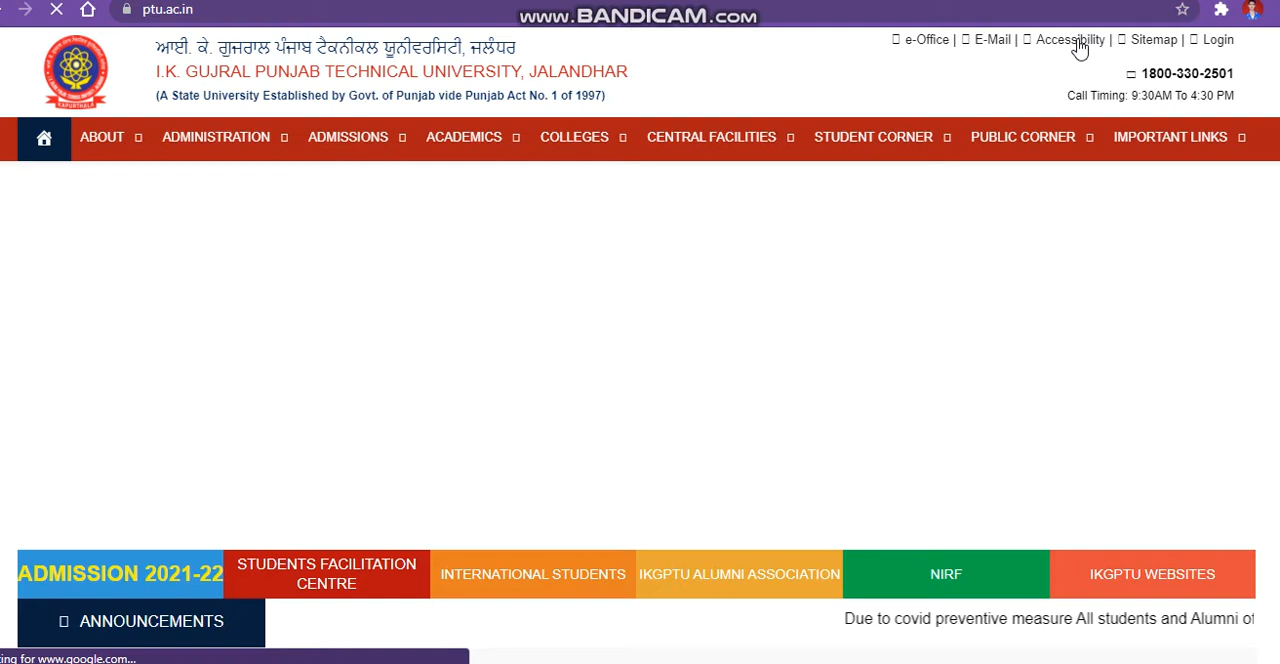 ptu.ac.in
www.BANDICAM.com
e-Office | E-Mail | Accessibility | Sitemap | Login
ਆਈ. ਕੇ. ਗੁਜਰਾਲ ਪੰਜਾਬ ਟੈਕਨੀਕਲ ਯੂਨੀਵਰਸਿਟੀ, ਜਲੰਧਰ
I.K. GUJRAL PUNJAB TECHNICAL UNIVERSITY, JALANDHAR
(A State University Established by Govt. of Punjab vide Punjab Act No. 1 of 1997)
1800-330-2501
Call Timing: 9:30AM To 4:30 PM
KAPURTHALA
ABOUT ADMINISTRATION ADMISSIONS ACADEMICS COLLEGES CENTRAL FACILITIES STUDENT CORNER PUBLIC CORNER IMPORTANT LINKS
ADMISSION 2021-22
STUDENTS FACILITATION
CENTRE
INTERNATIONAL STUDENTS
IKGPTU ALUMNI ASSOCIATION
NIRF
IKGPTU WEBSITES
ANNOUNCEMENTS
Due to covid preventive measure All students and Alumni of
ting for www.google.com...